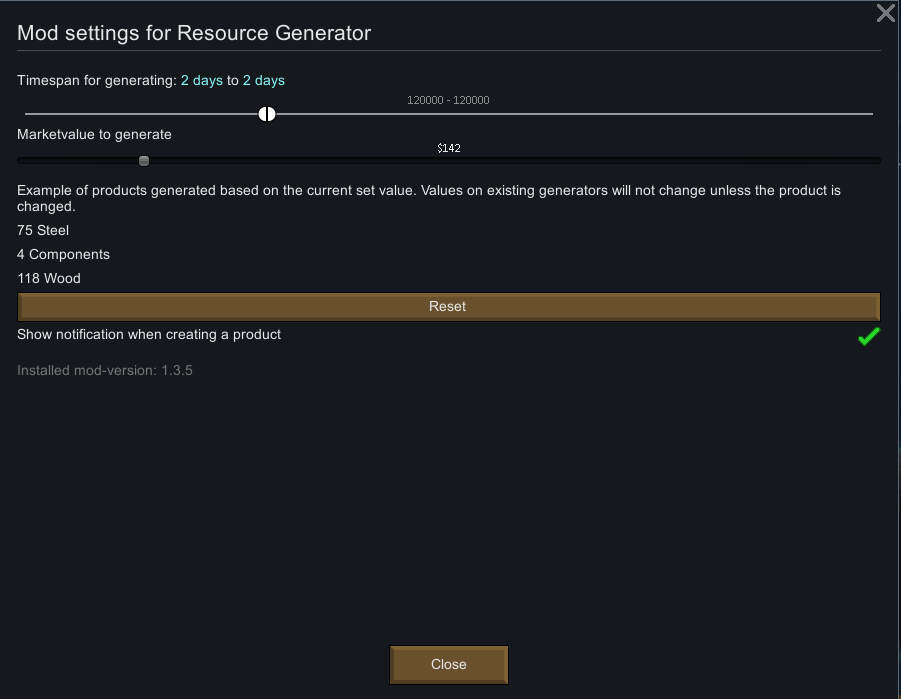 Mod settings for Resource Generator
Timespan for generating: 2 days to 2 days
120000 - 120000
Marketvalue to generate
$142
Example of products generated based on the current set value. Values on existing generators will not change unless the product is
changed.
75 Steel
4 Components
118 Wood
Reset
Show notification when creating a product
Installed mod-version: 1.3.5
Close